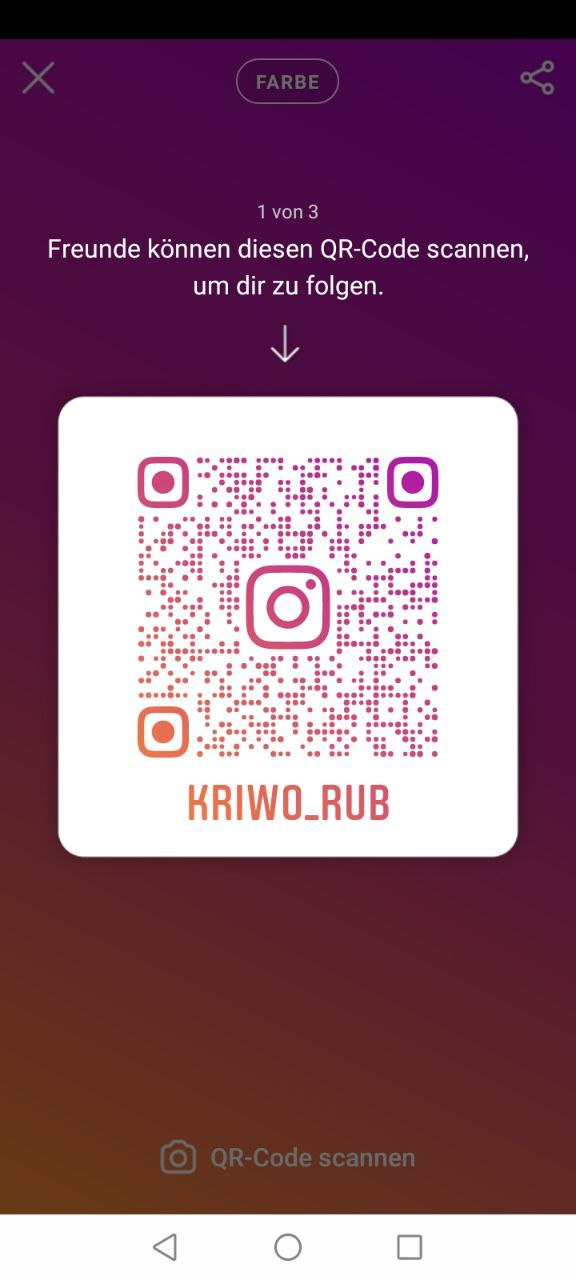 FARBE
1 von 3
Freunde können diesen QR-Code scannen,
um dir zu folgen.
KRIWO_RUB
QR-Code scannen